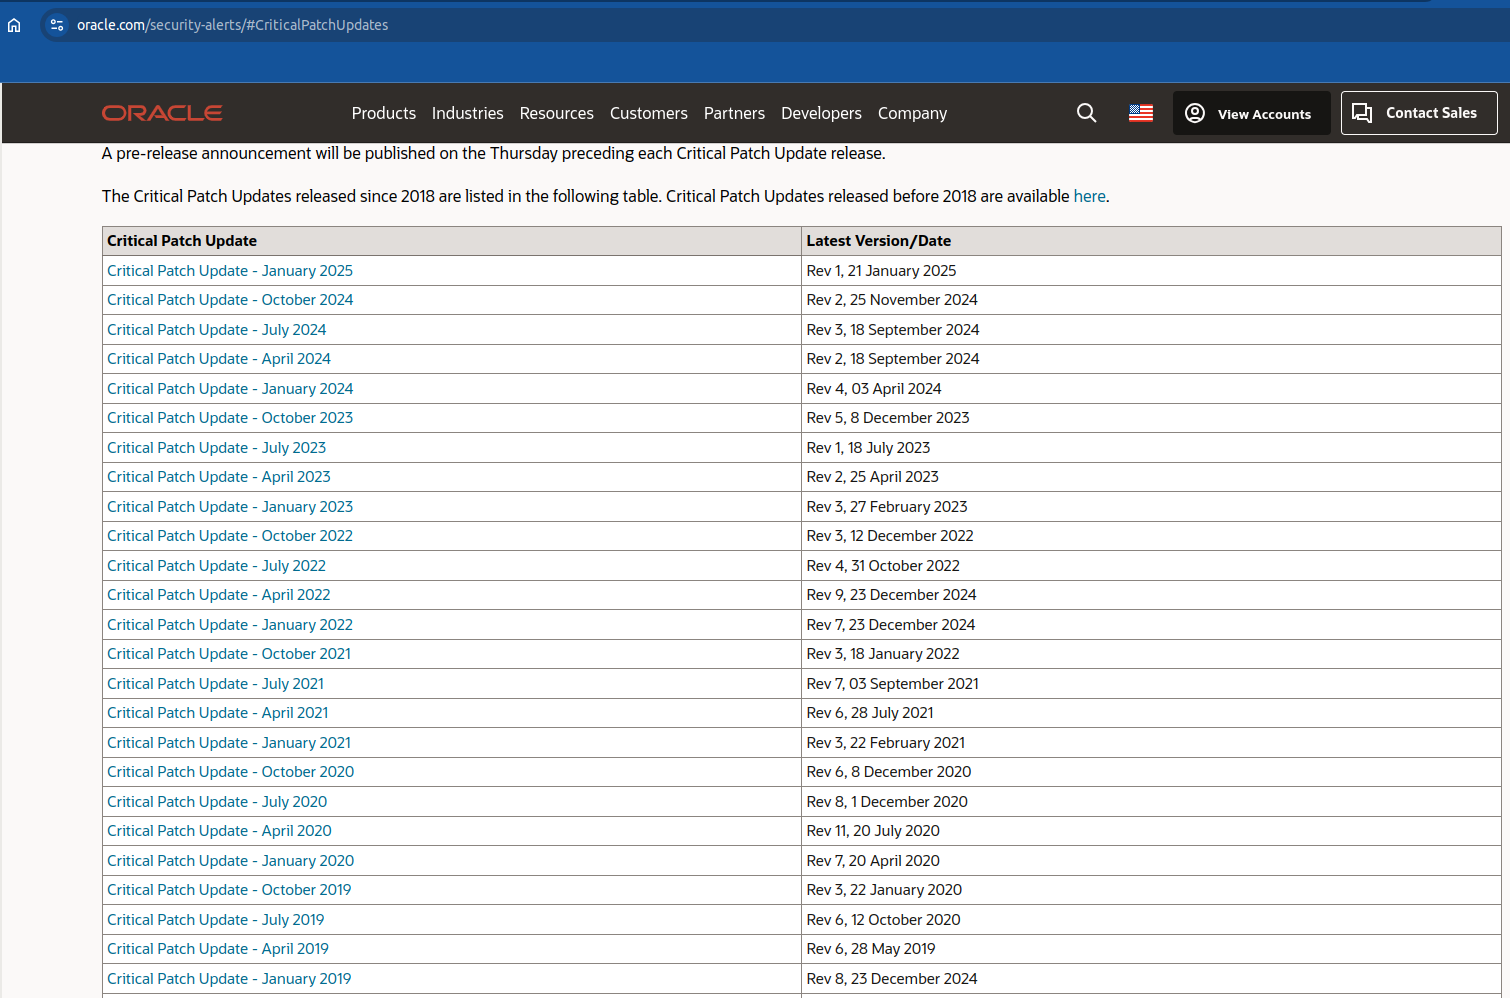 oracle.com/security-alerts/#CriticalPatchUpdates
ORACLE Products Industries Resources Customers Partners Developers Company View Accounts Contact Sales
A pre-release announcement will be published on the Thursday preceding each Critical Patch Update release.
The Critical Patch Updates released since 2018 are listed in the following table. Critical Patch Updates released before 2018 are available here.
Critical Patch Update Latest Version/Date
Critical Patch Update - January 2025 Rev 1, 21 January 2025
Critical Patch Update - October 2024 Rev 2, 25 November 2024
Critical Patch Update - July 2024 Rev 3, 18 September 2024
Critical Patch Update - April 2024 Rev 2, 18 September 2024
Critical Patch Update - January 2024 Rev 4, 03 April 2024
Critical Patch Update - October 2023 Rev 5, 8 December 2023
Critical Patch Update - July 2023 Rev 1, 18 July 2023
Critical Patch Update - April 2023 Rev 2, 25 April 2023
Critical Patch Update - January 2023 Rev 3, 27 February 2023
Critical Patch Update - October 2022 Rev 3, 12 December 2022
Critical Patch Update - July 2022 Rev 4, 31 October 2022
Critical Patch Update - April 2022 Rev 9, 23 December 2024
Critical Patch Update - January 2022 Rev 7, 23 December 2024
Critical Patch Update - October 2021 Rev 3, 18 January 2022
Critical Patch Update - July 2021 Rev 7, 03 September 2021
Critical Patch Update - April 2021 Rev 6, 28 July 2021
Critical Patch Update - January 2021 Rev 3, 22 February 2021
Critical Patch Update - October 2020 Rev 6, 8 December 2020
Critical Patch Update - July 2020 Rev 8, 1 December 2020
Critical Patch Update - April 2020 Rev 11, 20 July 2020
Critical Patch Update - January 2020 Rev 7, 20 April 2020
Critical Patch Update - October 2019 Rev 3, 22 January 2020
Critical Patch Update - July 2019 Rev 6, 12 October 2020
Critical Patch Update - April 2019 Rev 6, 28 May 2019
Critical Patch Update - January 2019 Rev 8, 23 December 2024